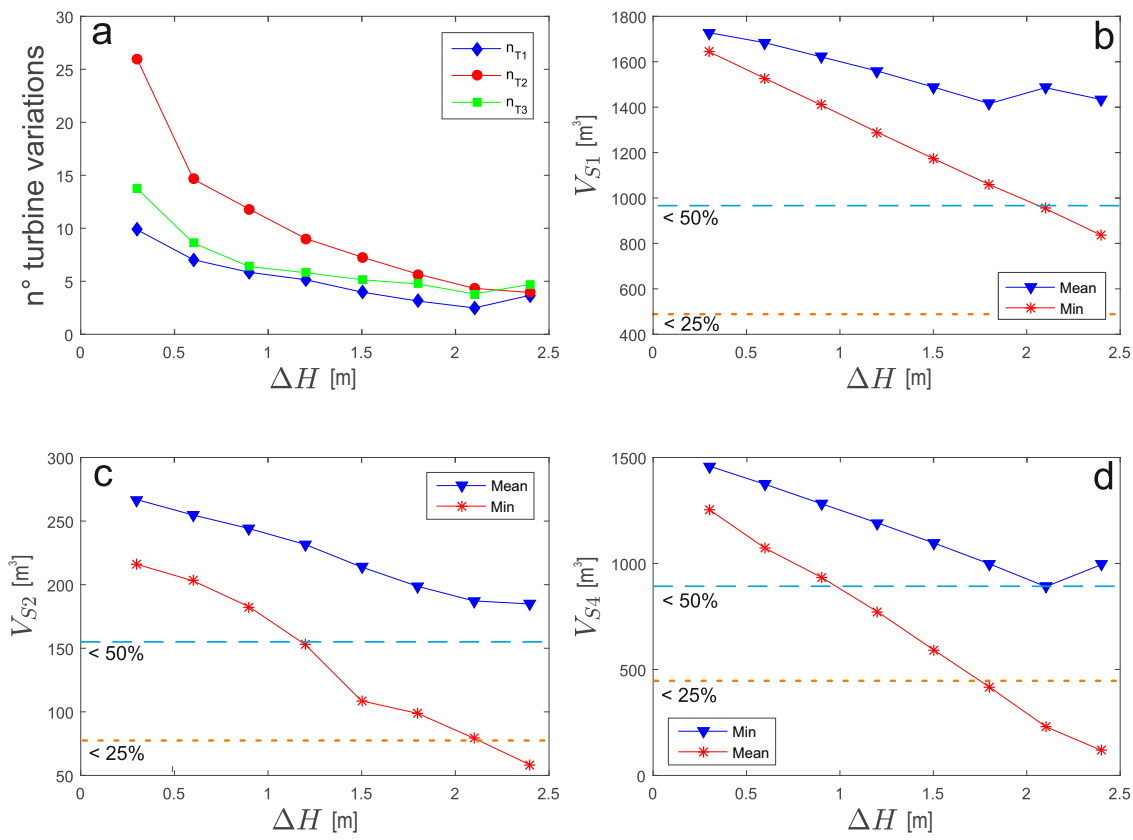 a
n° turbine variations
30
25
20
15
10
5
0
n_T1
n_T2
n_T3
0 0.5 1 1.5 2 2.5
ΔH [m]
b
V_S1 [m³]
1800
1600
1400
1200
1000
800
600
400
< 50%
< 25%
Mean
Min
0 0.5 1 1.5 2 2.5
ΔH [m]
c
V_S2 [m³]
300
250
200
150
100
50
Mean
Min
< 50%
< 25%
0 0.5 1 1.5 2 2.5
ΔH [m]
d
V_S4 [m³]
1500
1000
500
0
< 50%
< 25%
Min
Mean
0 0.5 1 1.5 2 2.5
ΔH [m]